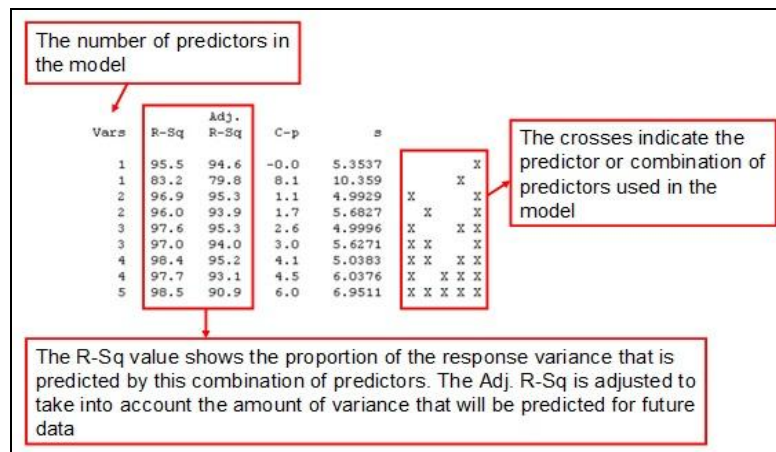 The number of predictors in
the model
Adj.
Vars R-Sq R-Sq C-p s
1 95.5 94.6 -0.0 5.3537 X
1 83.2 79.8 8.1 10.359 X
2 96.9 95.3 1.1 4.9929 X X
2 96.0 93.9 1.7 5.6827 X X
3 97.6 95.3 2.6 4.9996 X X X
3 97.0 94.0 3.0 5.6271 X X X
4 98.4 95.2 4.1 5.0383 X X X X
4 97.7 93.1 4.5 6.0376 X X X X
5 98.5 90.9 6.0 6.9511 X X X X X
The crosses indicate the
predictor or combination of
predictors used in the
model
The R-Sq value shows the proportion of the response variance that is
predicted by this combination of predictors. The Adj. R-Sq is adjusted to
take into account the amount of variance that will be predicted for future
data